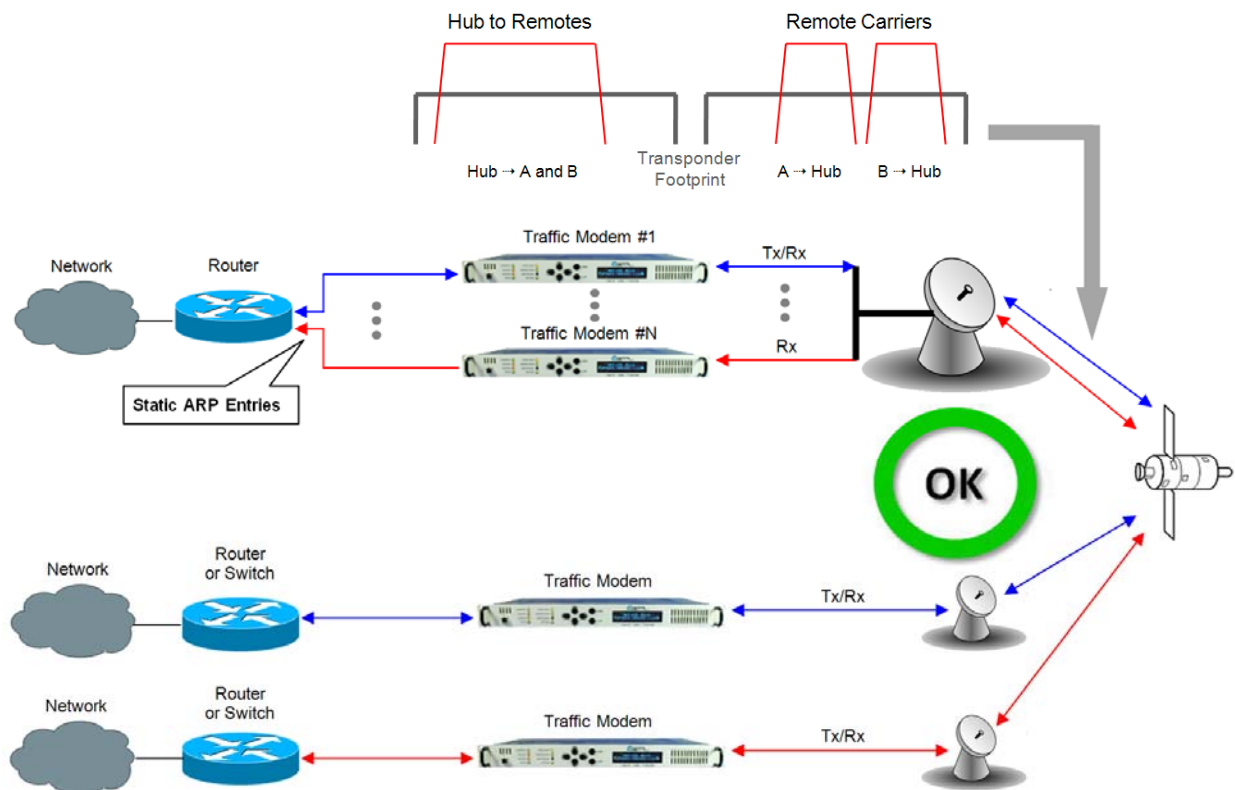 Hub to Remotes
Remote Carriers
Hub → A and B
Transponder
Footprint
A → Hub
B → Hub
Traffic Modem #1
Network
Router
Tx/Rx
Traffic Modem #N
Rx
Static ARP Entries
OK
Network
Router
or Switch
Traffic Modem
Tx/Rx
Network
Router
or Switch
Traffic Modem
Tx/Rx